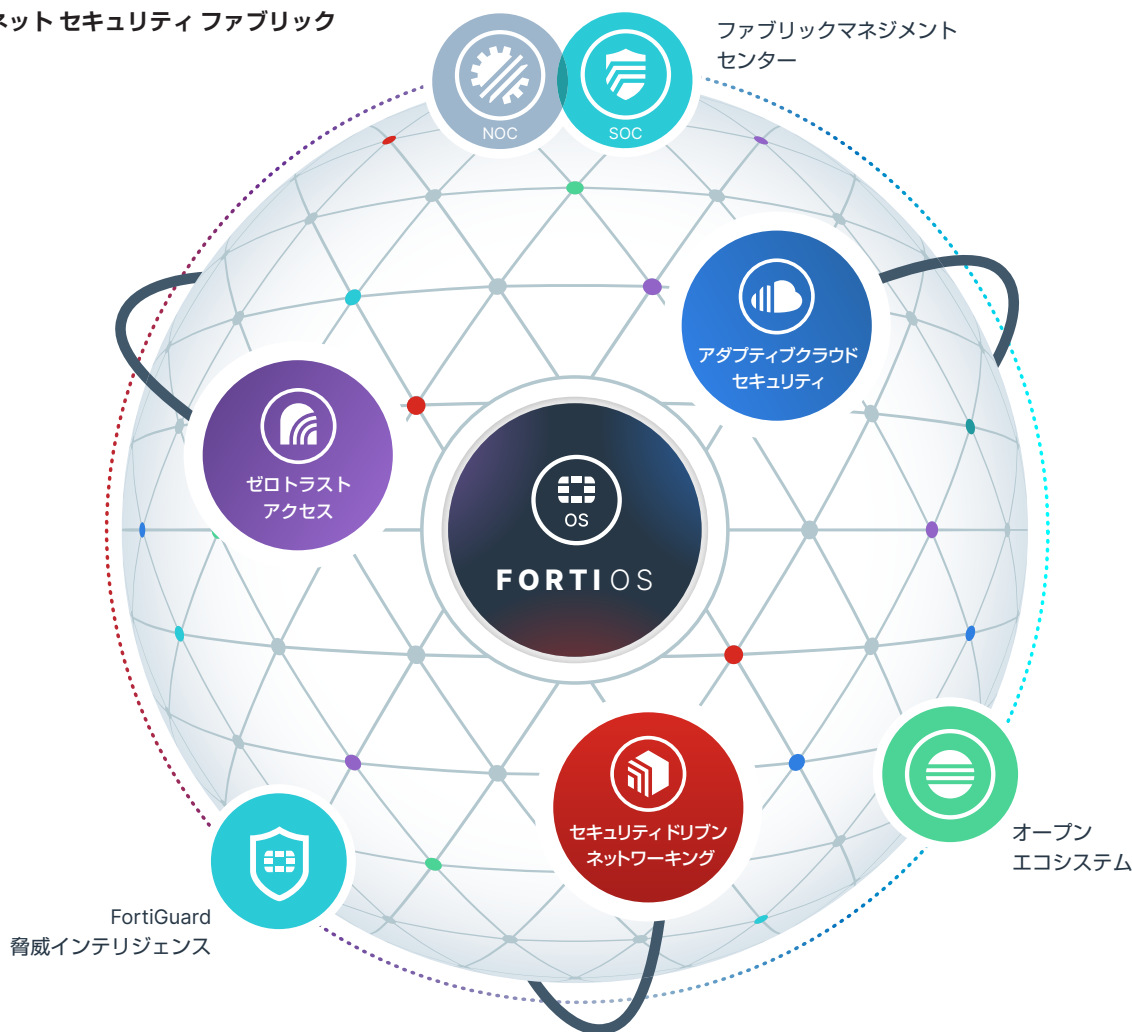 ネット セキュリティ ファブリック
ファブリックマネジメント
センター
NOC
SOC
アダプティブクラウド
セキュリティ
ゼロトラスト
アクセス
OS
FORTIOS
セキュリティドリブン
ネットワーキング
オープン
エコシステム
FortiGuard
脅威インテリジェンス